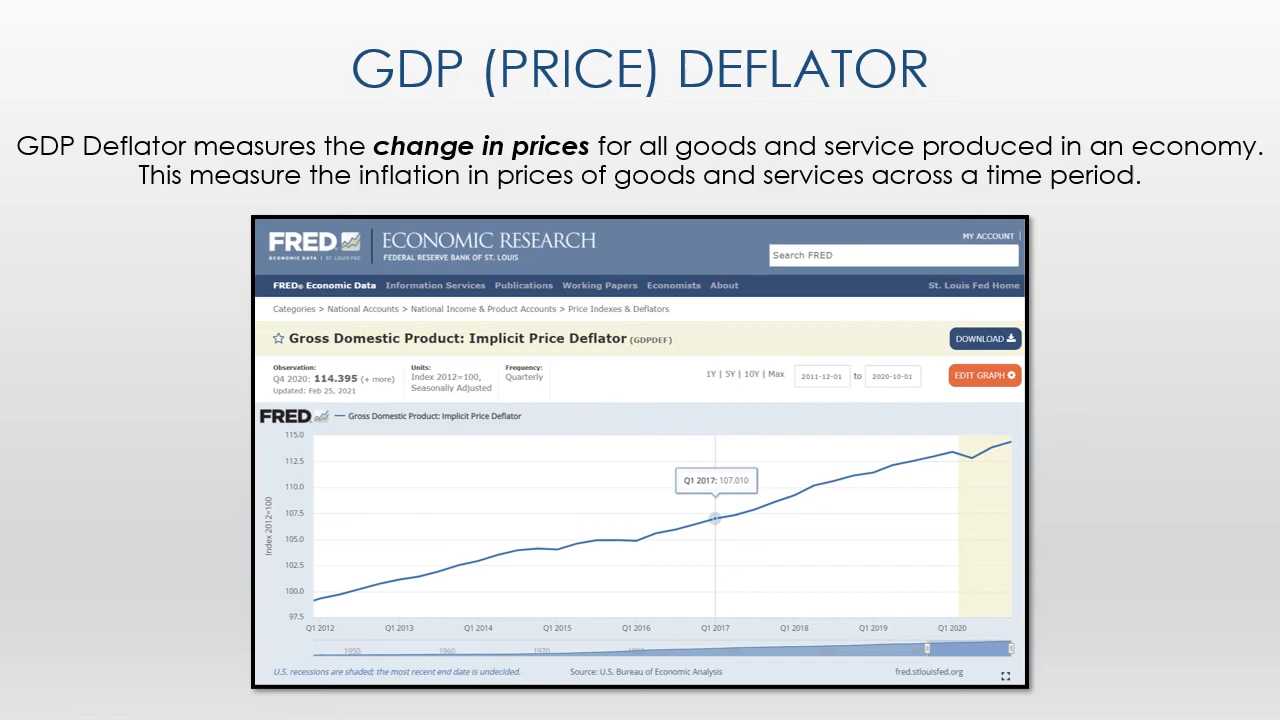 GDP (PRICE) DEFLATOR
GDP Deflator measures the change in prices for all goods and service produced in an economy.
This measure the inflation in prices of goods and services across a time period.
FRED
ECONOMIC DATA | ST. LOUIS FED
ECONOMIC RESEARCH
FEDERAL RESERVE BANK OF ST. LOUIS
MY ACCOUNT |
Search FRED
FRED® Economic Data Information Services Publications Working Papers Economists About St. Louis Fed Home
Categories > National Accounts > National Income & Product Accounts > Price Indexes & Deflators
☆ Gross Domestic Product: Implicit Price Deflator (GDPDEF)
DOWNLOAD
Observation:
Q4 2020: 114.395 (+ more)
Updated: Feb 25, 2021
Units:
Index 2012=100,
Seasonally Adjusted
Frequency:
Quarterly
1Y | 5Y | 10Y | Max 2011-12-01 to 2020-10-01
EDIT GRAPH
FRED — Gross Domestic Product: Implicit Price Deflator
115.0
112.5
110.0
107.5
105.0
102.5
100.0
97.5
Index 2012=100
Q1 2017: 107.010
Q1 2012 Q1 2013 Q1 2014 Q1 2015 Q1 2016 Q1 2017 Q1 2018 Q1 2019 Q1 2020
1950 1960 1970
U.S. recessions are shaded; the most recent end date is undecided.
Source: U.S. Bureau of Economic Analysis
fred.stlouisfed.org